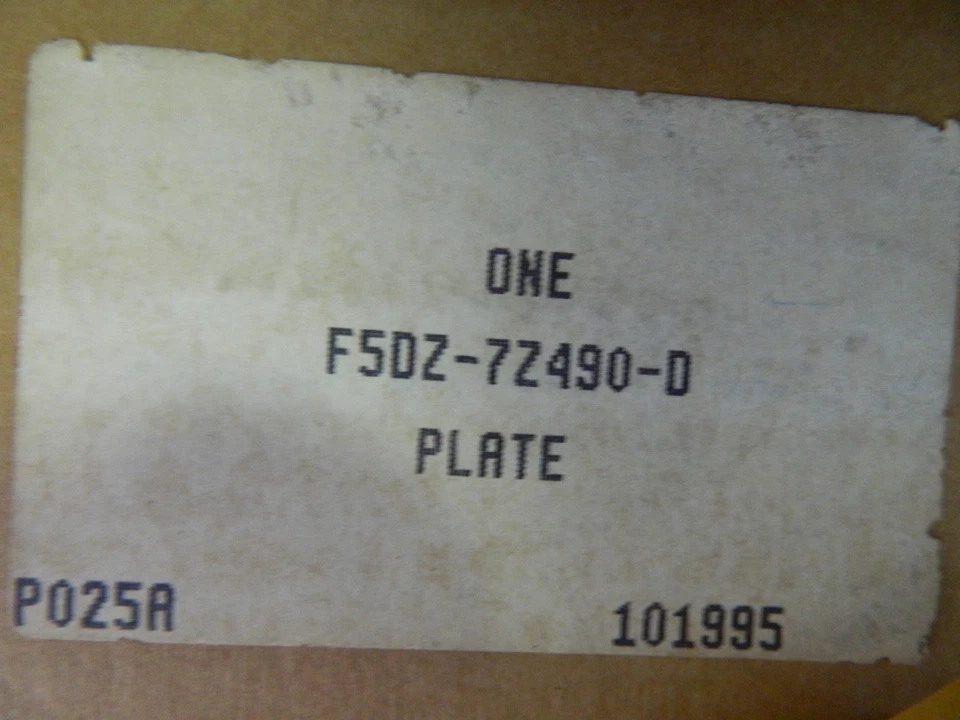 ONE
F5DZ-7Z490-D
PLATE
P025A
101995